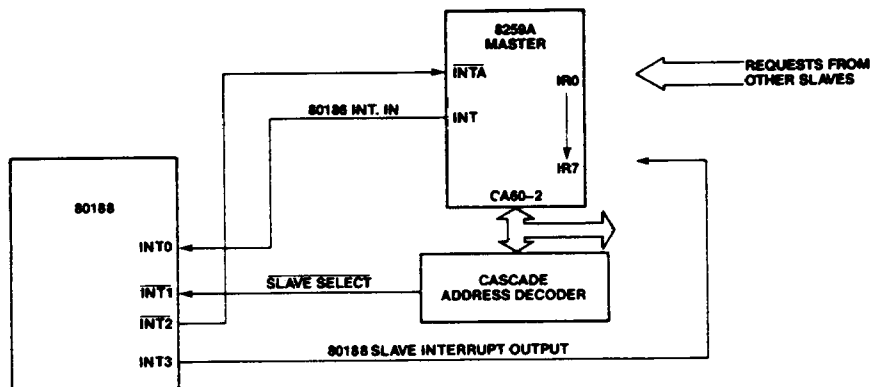 8259A
MASTER
INTA
IR0
REQUESTS FROM
OTHER SLAVES
80186 INT. IN
INT
IR7
CA60-2
80188
INT0
SLAVE SELECT
CASCADE
ADDRESS DECODER
INT1
INT2
80188 SLAVE INTERRUPT OUTPUT
INT3